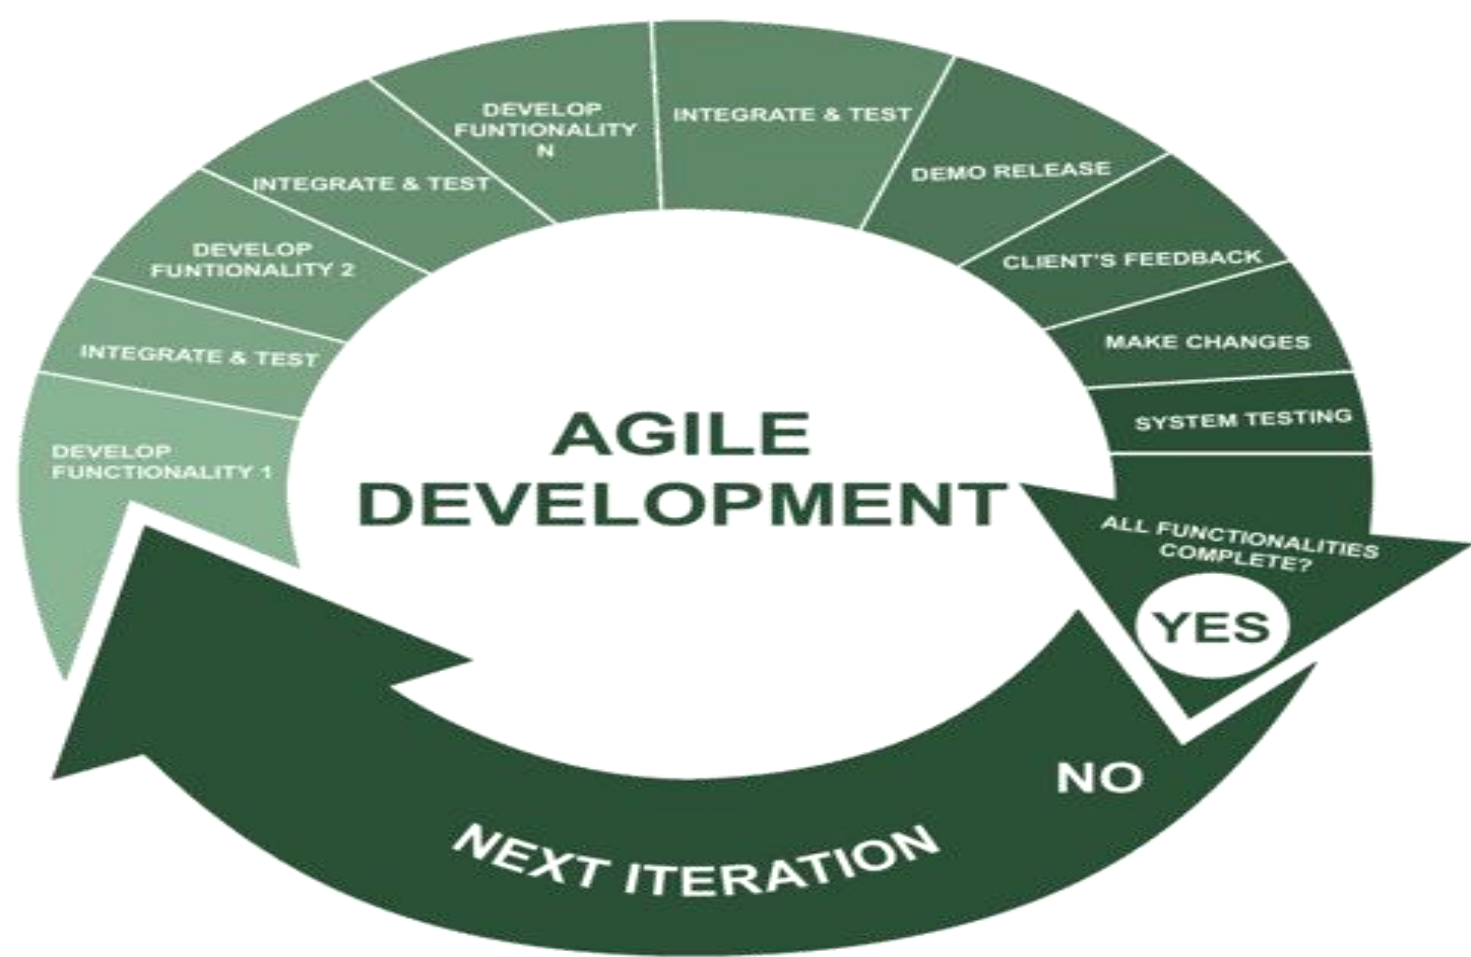 DEVELOP
FUNCTIONALITY 1
INTEGRATE & TEST
DEVELOP
FUNTIONALITY 2
INTEGRATE & TEST
DEVELOP
FUNTIONALITY
N
INTEGRATE & TEST
DEMO RELEASE
CLIENT'S FEEDBACK
MAKE CHANGES
SYSTEM TESTING
ALL FUNCTIONALITIES
COMPLETE?
YES
NO
NEXT ITERATION
AGILE
DEVELOPMENT